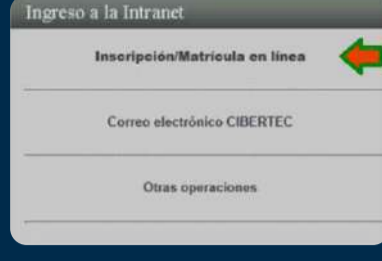 Ingreso a la Intranet
Inscripción/Matrícula en línea
Correo electrónico CIBERTEC
Otras operaciones